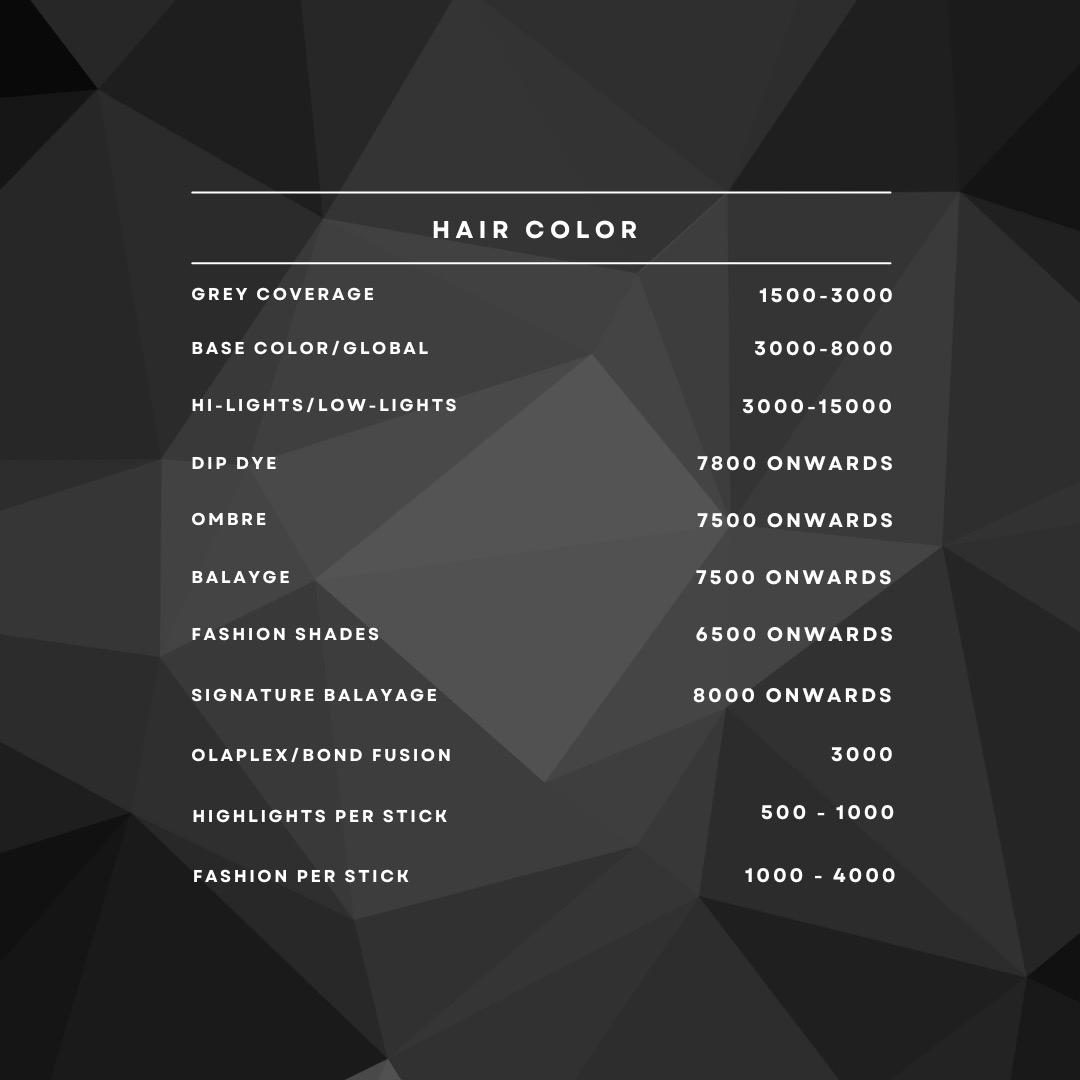 HAIR COLOR
GREY COVERAGE 1500-3000
BASE COLOR/GLOBAL 3000-8000
HI-LIGHTS/LOW-LIGHTS 3000-15000
DIP DYE 7800 ONWARDS
OMBRE 7500 ONWARDS
BALAYGE 7500 ONWARDS
FASHION SHADES 6500 ONWARDS
SIGNATURE BALAYAGE 8000 ONWARDS
OLAPLEX/BOND FUSION 3000
HIGHLIGHTS PER STICK 500 - 1000
FASHION PER STICK 1000 - 4000